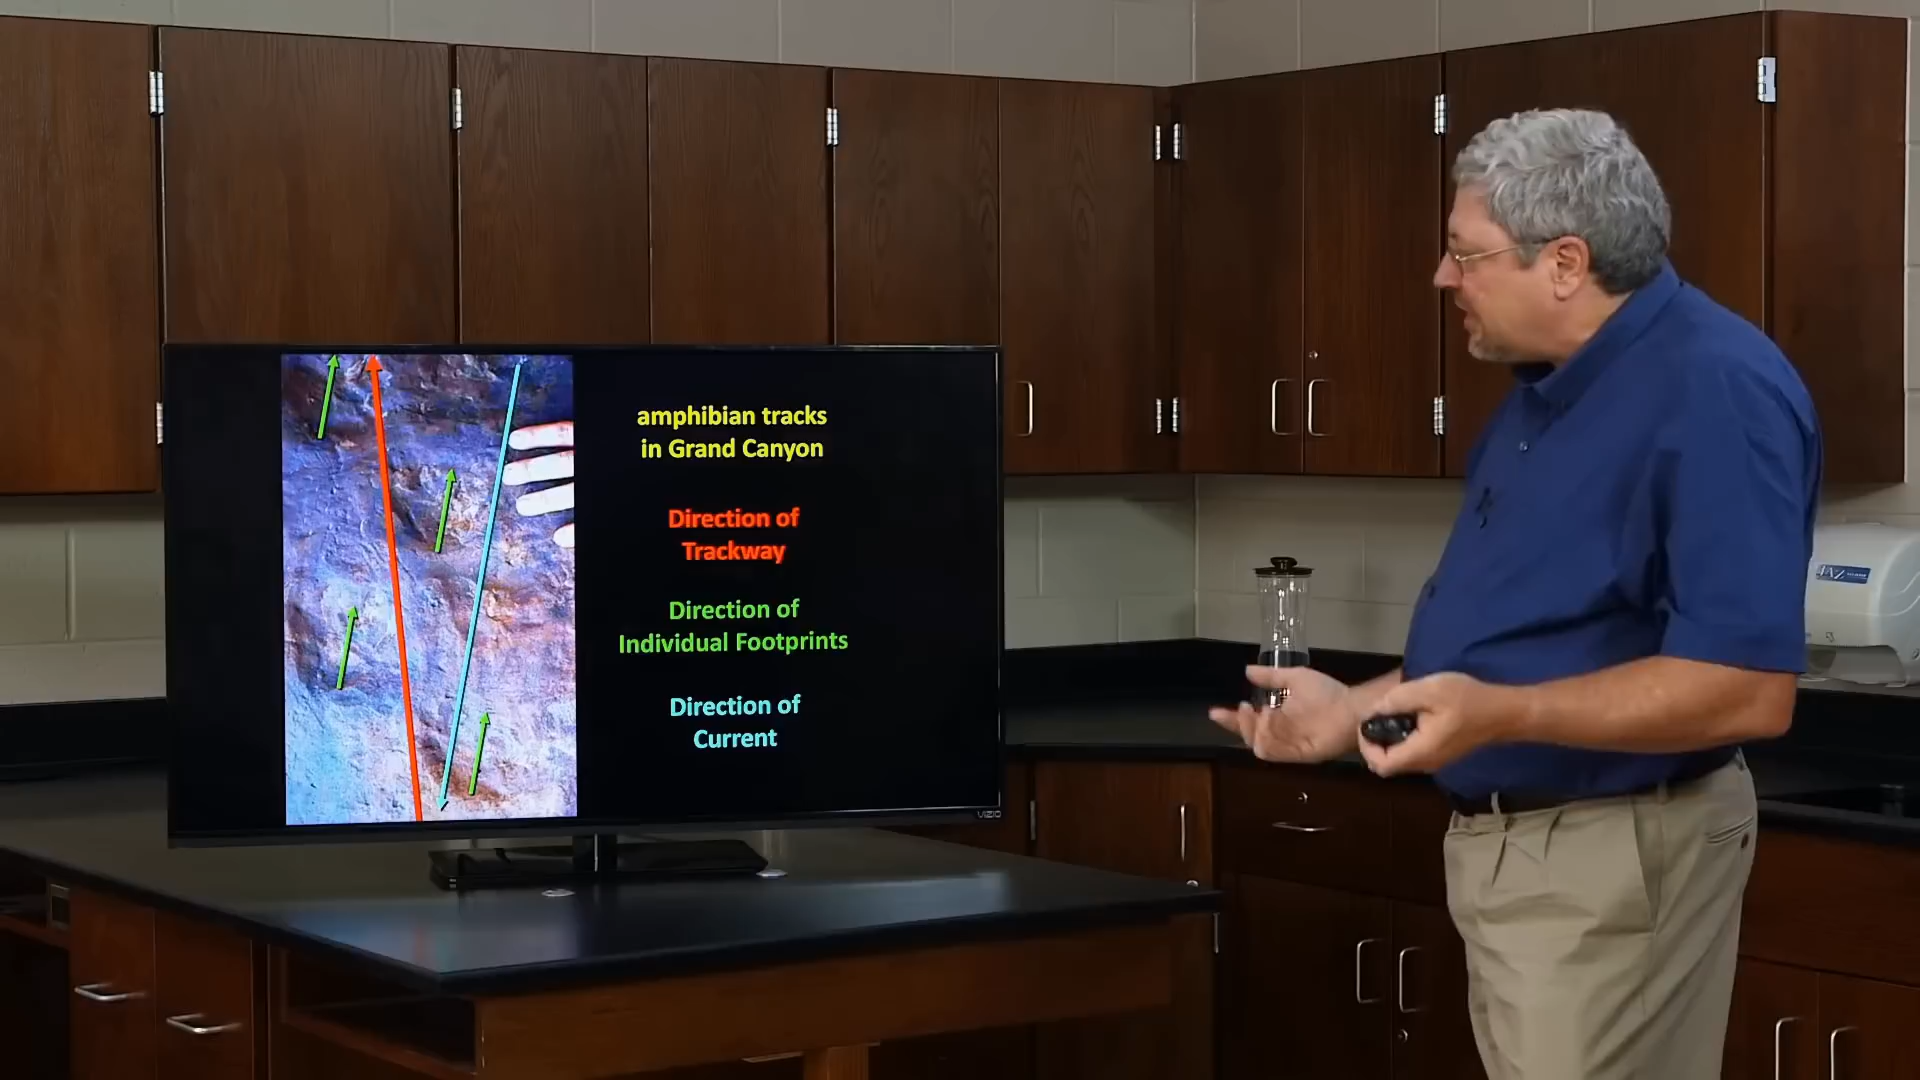 amphibian tracks
in Grand Canyon
Direction of
Trackway
Direction of
Individual Footprints
Direction of
Current
VIZIO